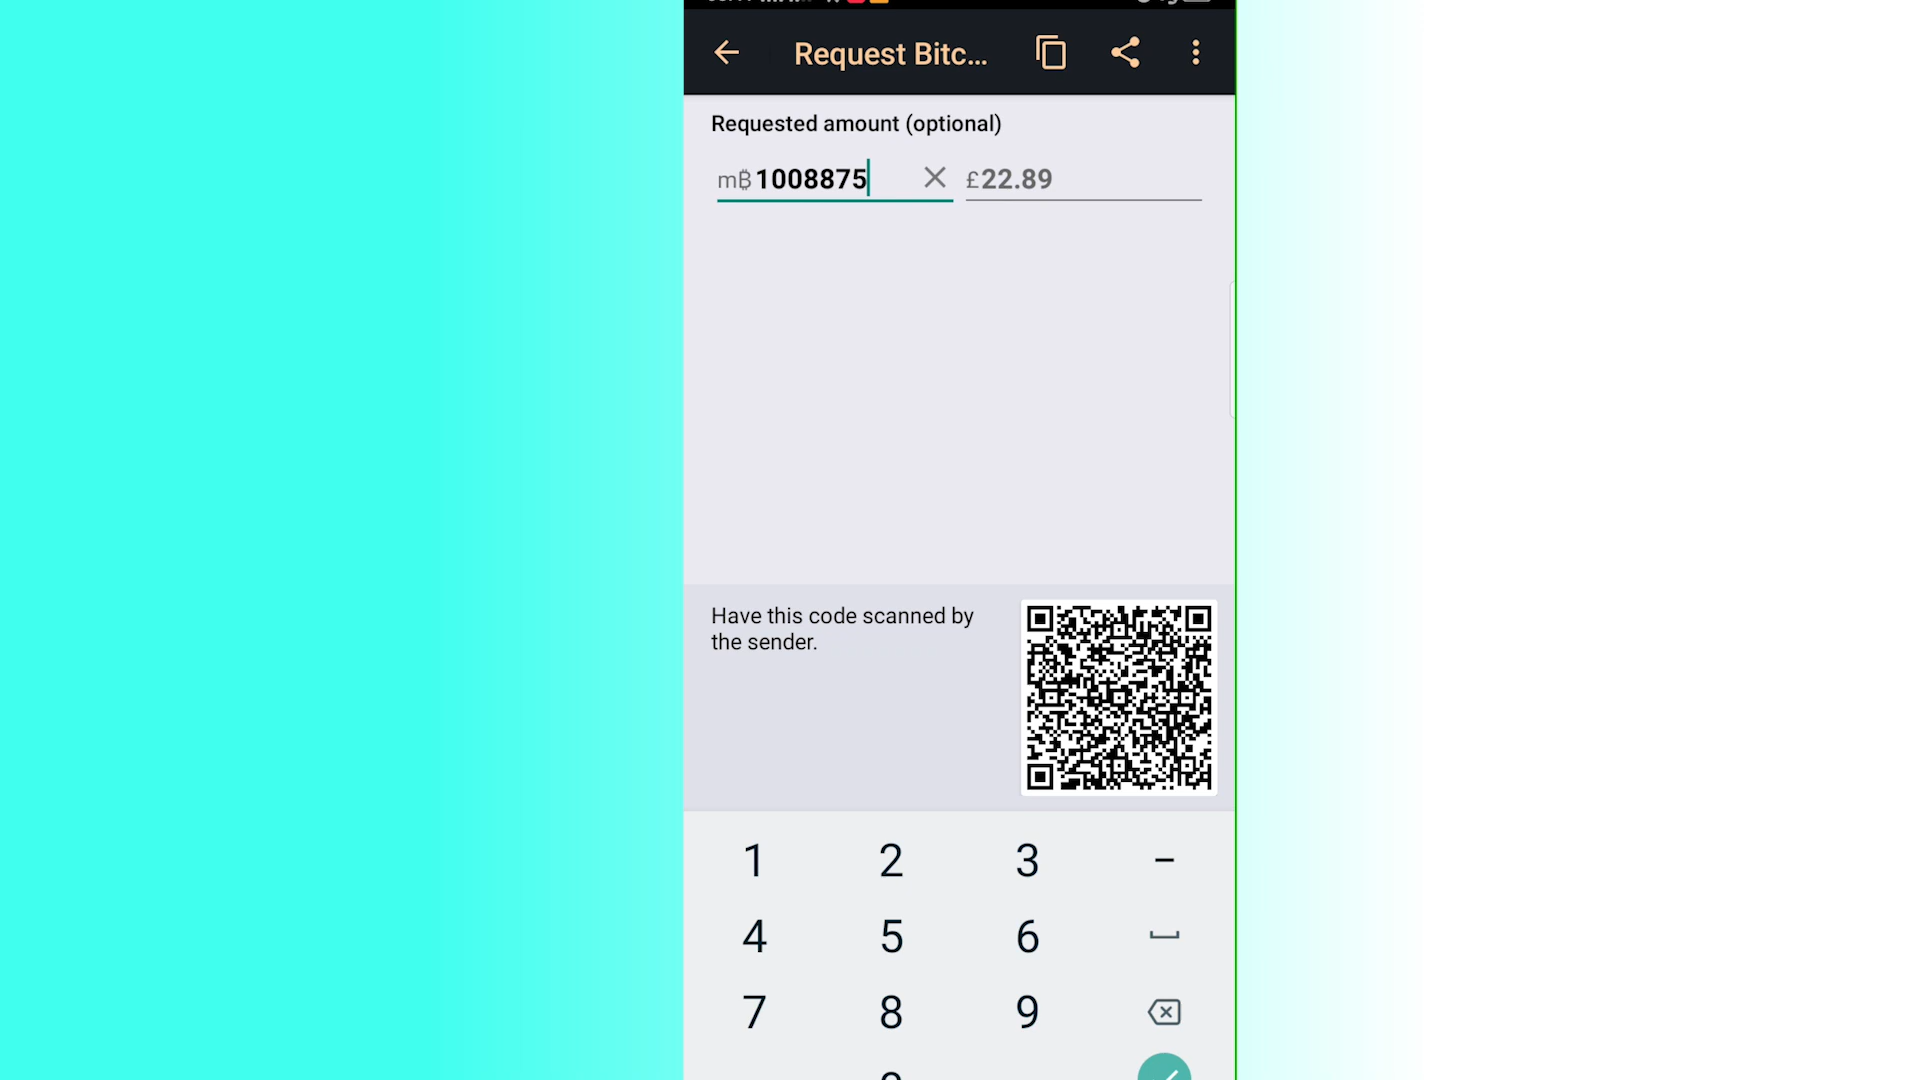 Request Bitc...
Requested amount (optional)
m₿ 1008875
£22.89
Have this code scanned by
the sender.
1 2 3 –
4 5 6
7 8 9